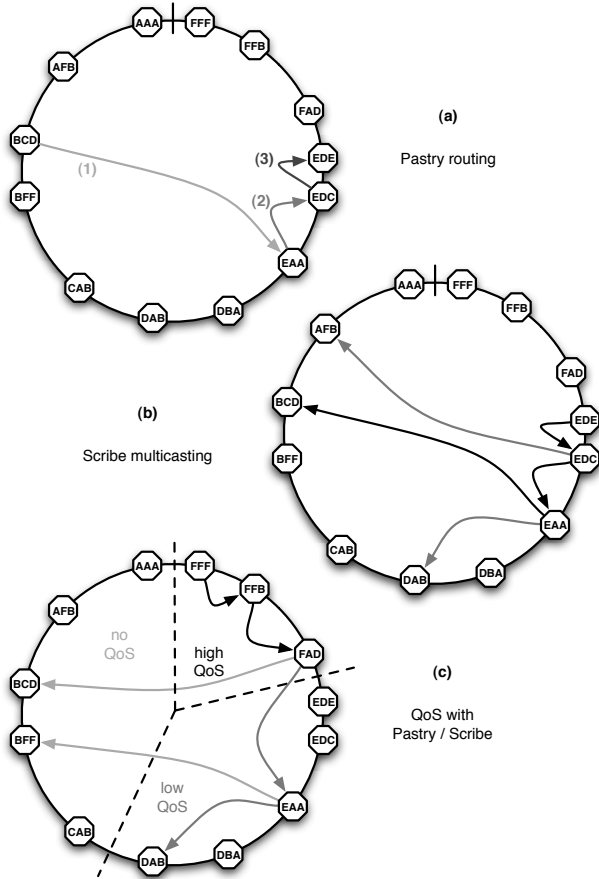 AAA
FFF
FFB
AFB
FAD
(a)
BCD
EDE
(3)
Pastry routing
(1)
BFF
EDC
(2)
EAA
CAB
DAB
DBA
AAA
FFF
FFB
AFB
FAD
BCD
EDE
(b)
BFF
EDC
Scribe multicasting
EAA
CAB
DAB
DBA
AAA
FFF
FFB
AFB
no
QoS
high
QoS
FAD
(c)
BCD
EDE
QoS with
Pastry / Scribe
BFF
EDC
low
QoS
EAA
CAB
DAB
DBA